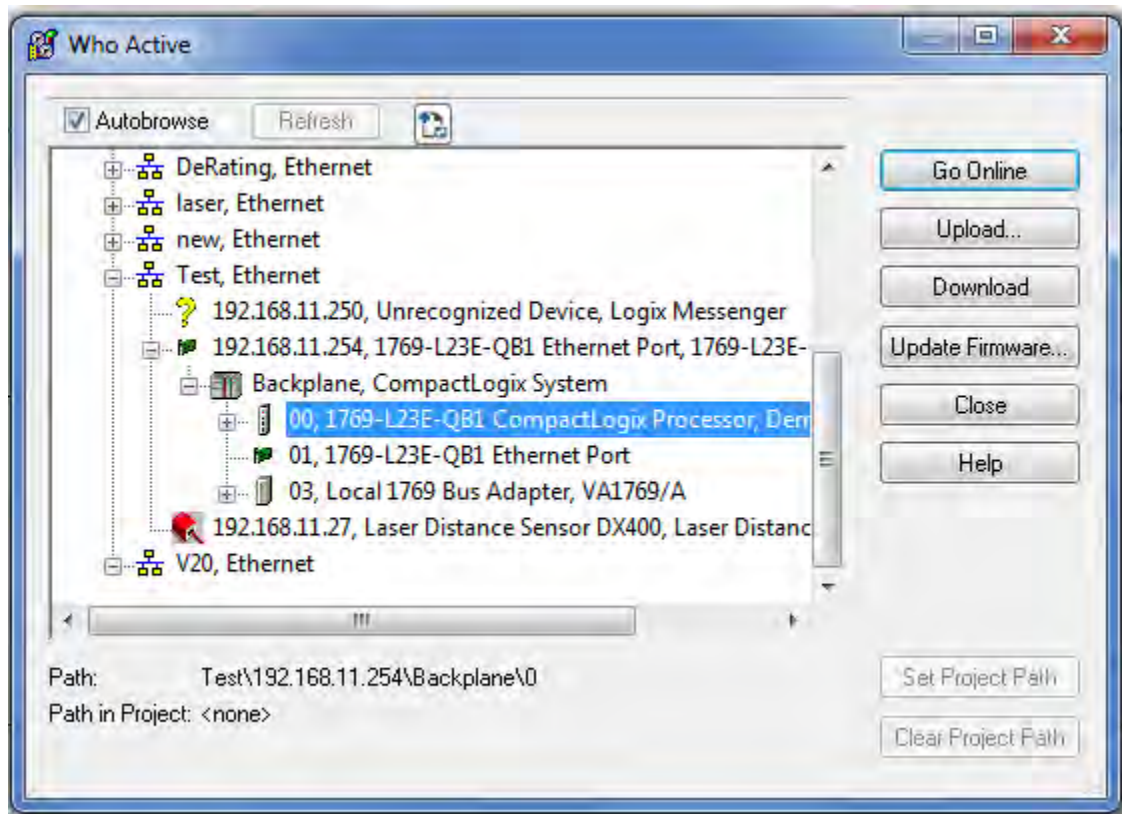 Who Active
Autobrowse Refresh
DeRating, Ethernet
Go Online
laser, Ethernet
new, Ethernet
Upload...
Test, Ethernet
Download
192.168.11.250, Unrecognized Device, Logix Messenger
192.168.11.254, 1769-L23E-QB1 Ethernet Port, 1769-L23E-
Update Firmware...
Backplane, CompactLogix System
00, 1769-L23E-QB1 CompactLogix Processor, Dem
Close
01, 1769-L23E-QB1 Ethernet Port
Help
03, Local 1769 Bus Adapter, VA1769/A
192.168.11.27, Laser Distance Sensor DX400, Laser Distanc
V20, Ethernet
Path: Test\192.168.11.254\Backplane\0
Set Project Path
Path in Project: <none>
Clear Project Path